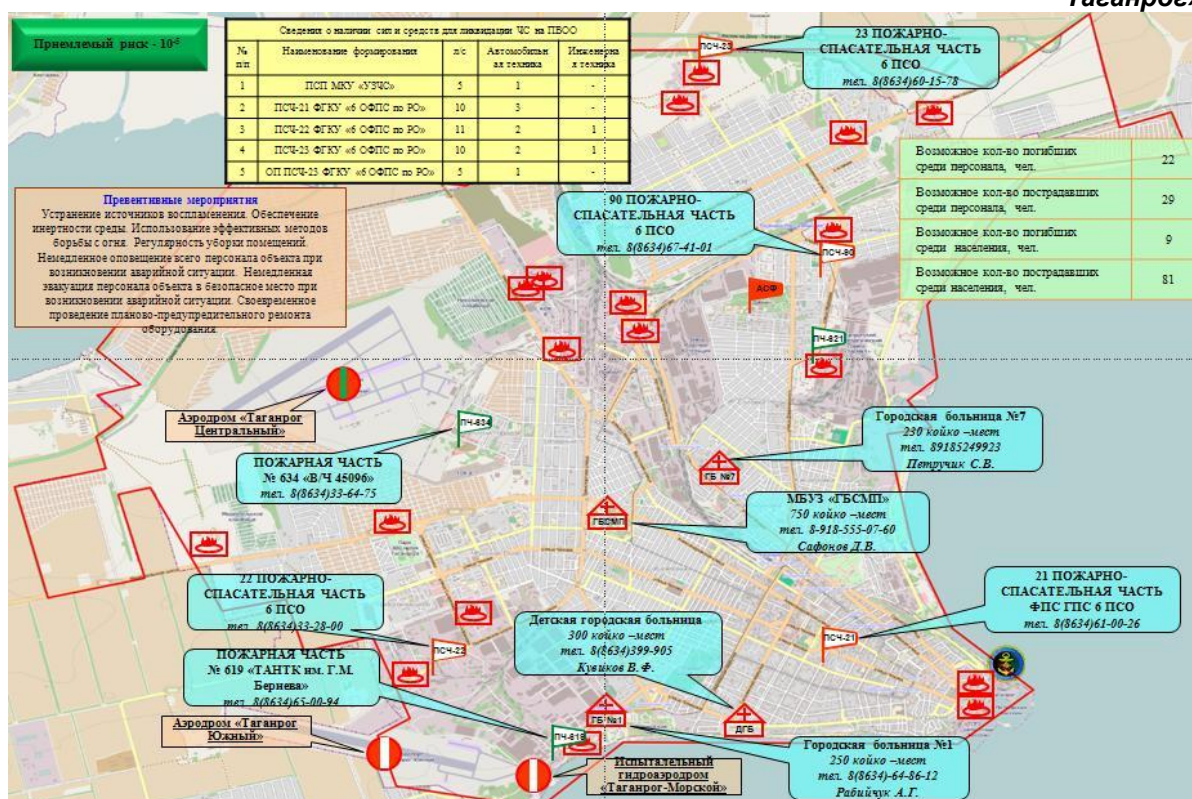 Таганрог»
Приемлемый риск - 10-5
Сведения о наличии сил и средств для ликвидации ЧС на ПВОО
№ п/п Наименование формирования л/с Автомобильн ая техника Инженерна я техника
1 ПСП МКУ «УЗЧС» 5 1 -
2 ПСЧ-21 ФГКУ «6 ОФПС по РО» 10 3 -
3 ПСЧ-22 ФГКУ «6 ОФПС по РО» 11 2 1
4 ПСЧ-23 ФГКУ «6 ОФПС по РО» 10 2 1
5 ОП ПСЧ-23 ФГКУ «6 ОФПС по РО» 5 1 -
ПСЧ-23
23 ПОЖАРНО-
СПАСАТЕЛЬНАЯ ЧАСТЬ
6 ПСО
тел. 8(8634)60-15-78
Возможное кол-во погибших
среди персонала, чел. 22
Возможное кол-во пострадавших
среди персонала, чел. 29
Возможное кол-во погибших
среди населения, чел. 9
Возможное кол-во пострадавших
среди населения, чел. 81
Превентивные мероприятия
Устранение источников воспламенения. Обеспечение
инертности среды. Использование эффективных методов
борьбы с огня. Регулярность уборки помещений.
Немедленное оповещение всего персонала объекта при
возникновении аварийной ситуации. Немедленная
эвакуация персонала объекта в безопасное место при
возникновении аварийной ситуации. Своевременное
проведение планово-предупредительного ремонта
оборудования.
90 ПОЖАРНО-
СПАСАТЕЛЬНАЯ ЧАСТЬ
6 ПСО
тел. 8(8634)67-41-01
ПСЧ-90
АСФ
ПЧ-621
Аэродром «Таганрог
Центральный»
ПЧ-634
ПОЖАРНАЯ ЧАСТЬ
№ 634 «В/Ч 45096»
тел. 8(8634)33-64-75
Городская больница №7
230 койко –мест
тел. 89185249923
Петручик С.В.
ГБ №7
МБУЗ «ГБСМП»
750 койко –мест
тел. 8-918-555-07-60
Сафонов Д.В.
ГБСМП
22 ПОЖАРНО-
СПАСАТЕЛЬНАЯ ЧАСТЬ
6 ПСО
тел. 8(8634)33-28-00
ПСЧ-22
Детская городская больница
300 койко –мест
тел. 8(8634)399-905
Кувиков В.Ф.
ПСЧ-21
21 ПОЖАРНО-
СПАСАТЕЛЬНАЯ ЧАСТЬ
ФПС ГПС 6 ПСО
тел. 8(8634)61-00-26
ПОЖАРНАЯ ЧАСТЬ
№ 619 «ТАНТК им. Г.М.
Бериева»
тел. 8(8634)65-00-94
Аэродром «Таганрог
Южный»
ПЧ-619
ГБ №1
ДГБ
Испытательный
гидроаэродром
«Таганрог-Морской»
Городская больница №1
250 койко –мест
тел. 8(8634)-64-86-12
Рабийчук А.Г.